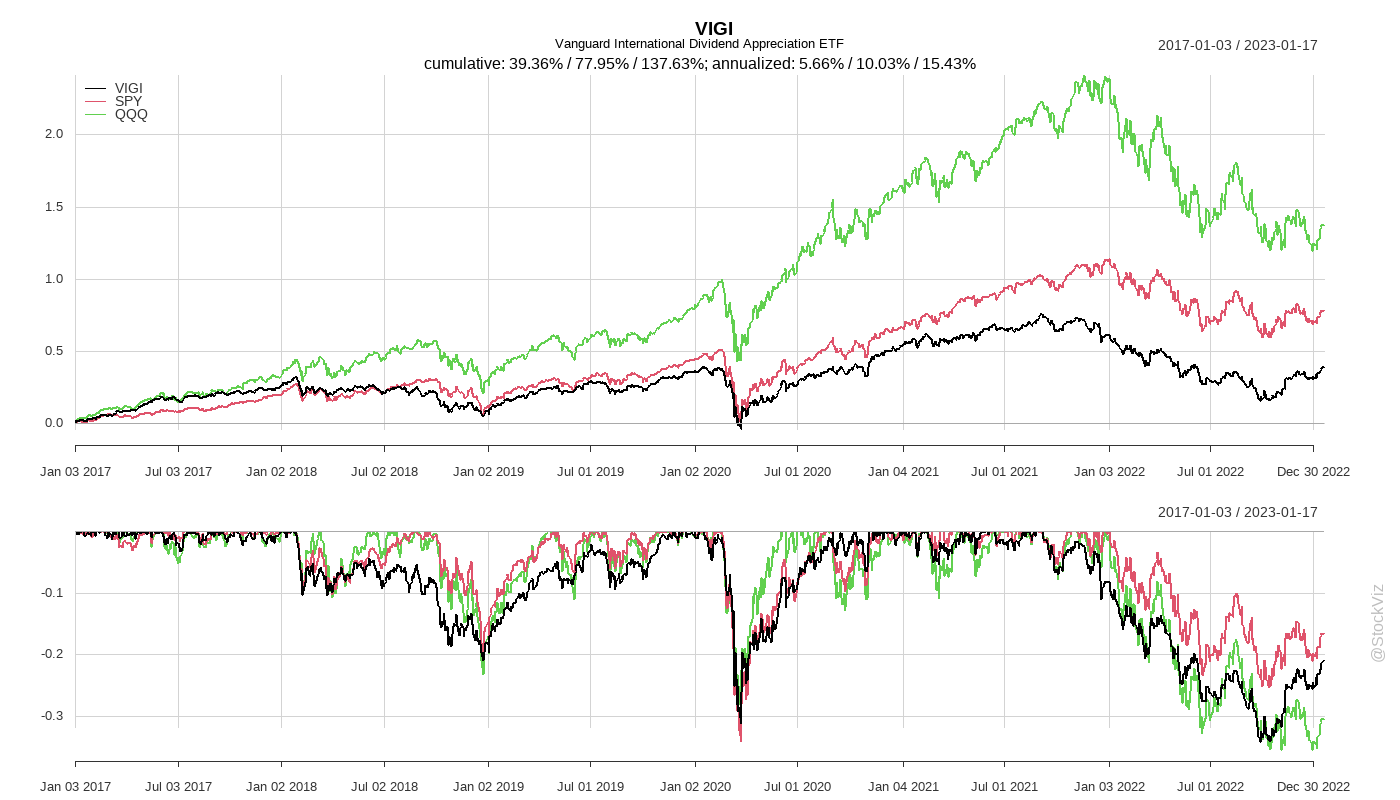 VIGI
Vanguard International Dividend Appreciation ETF
2017-01-03 / 2023-01-17
cumulative: 39.36% / 77.95% / 137.63%; annualized: 5.66% / 10.03% / 15.43%
VIGI
SPY
QQQ
2.0
1.5
1.0
0.5
0.0
Jan 03 2017 Jul 03 2017 Jan 02 2018 Jul 02 2018 Jan 02 2019 Jul 01 2019 Jan 02 2020 Jul 01 2020 Jan 04 2021 Jul 01 2021 Jan 03 2022 Jul 01 2022 Dec 30 2022
2017-01-03 / 2023-01-17
-0.1
-0.2
-0.3
Jan 03 2017 Jul 03 2017 Jan 02 2018 Jul 02 2018 Jan 02 2019 Jul 01 2019 Jan 02 2020 Jul 01 2020 Jan 04 2021 Jul 01 2021 Jan 03 2022 Jul 01 2022 Dec 30 2022
@StockViz